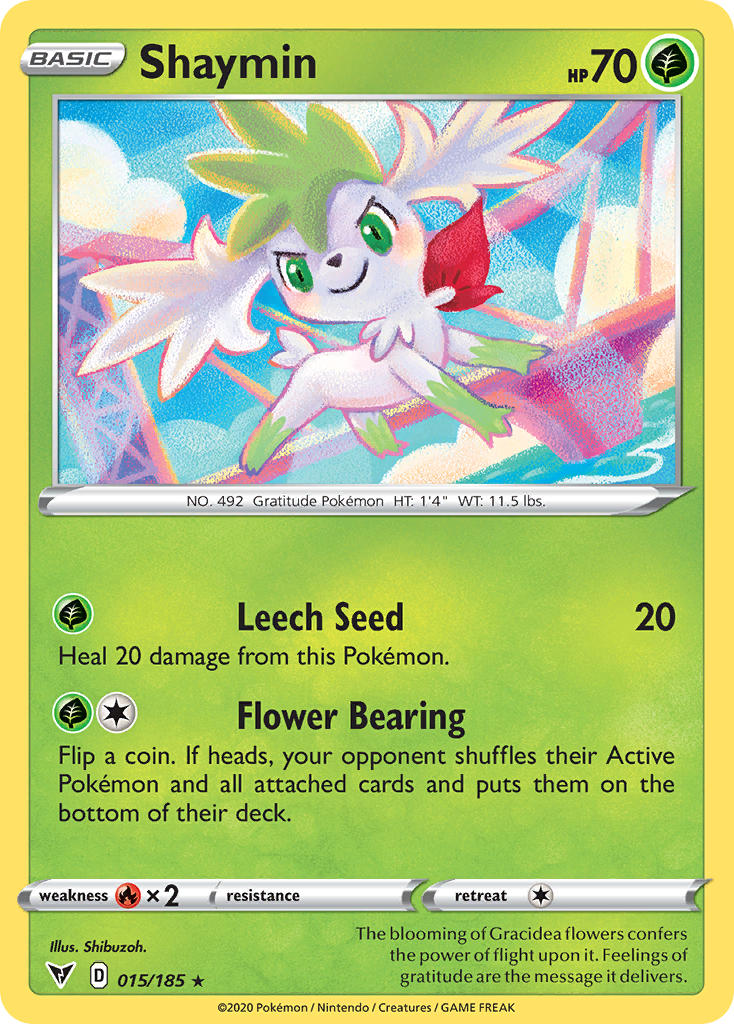 BASIC Shaymin HP70
NO. 492 Gratitude Pokémon HT: 1'4" WT: 11.5 lbs.
Leech Seed 20
Heal 20 damage from this Pokémon.
Flower Bearing
Flip a coin. If heads, your opponent shuffles their Active
Pokémon and all attached cards and puts them on the
bottom of their deck.
weakness ×2 resistance retreat
Illus. Shibuzoh.
The blooming of Gracidea flowers confers
the power of flight upon it. Feelings of
gratitude are the message it delivers.
D 015/185 ★
©2020 Pokémon / Nintendo / Creatures / GAME FREAK